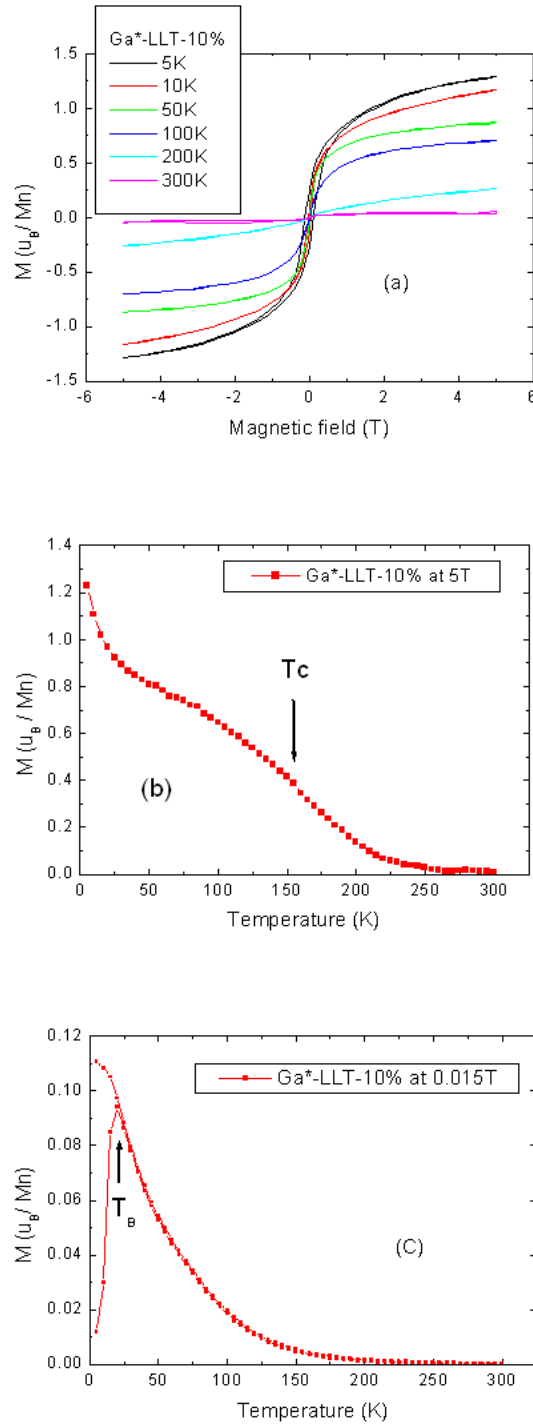 Ga*-LLT-10%
5K
10K
50K
100K
200K
300K
1.5
1.0
0.5
0.0
-0.5
-1.0
-1.5
M (u_B / Mn)
(a)
-6 -4 -2 0 2 4 6
Magnetic field (T)
1.4
1.2
1.0
0.8
0.6
0.4
0.2
0.0
M (u_B / Mn)
Ga*-LLT-10% at 5T
Tc
(b)
0 50 100 150 200 250 300
Temperature (K)
0.12
0.10
0.08
0.06
0.04
0.02
0.00
M (u_B / Mn)
Ga*-LLT-10% at 0.015T
T_B
(C)
0 50 100 150 200 250 300
Temperature (K)